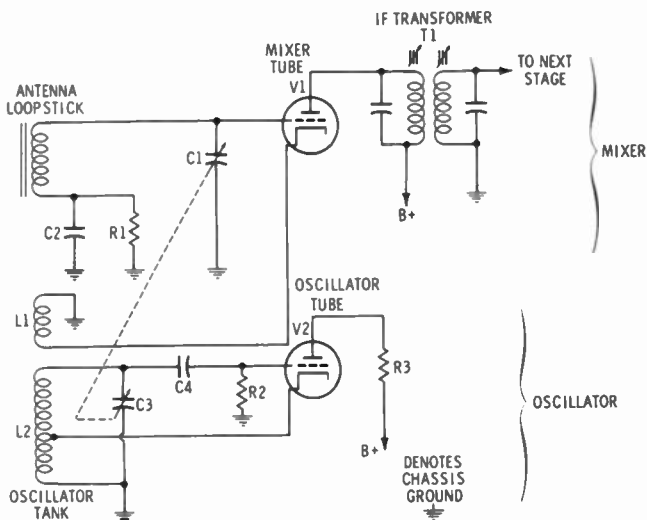 IF TRANSFORMER
T1
MIXER
TUBE
V1
TO NEXT
STAGE
ANTENNA
LOOPSTICK
C1
MIXER
C2
R1
B+
OSCILLATOR
TUBE
L1
V2
C4
R2
R3
C3
OSCILLATOR
L2
B+
OSCILLATOR
TANK
DENOTES
CHASSIS
GROUND